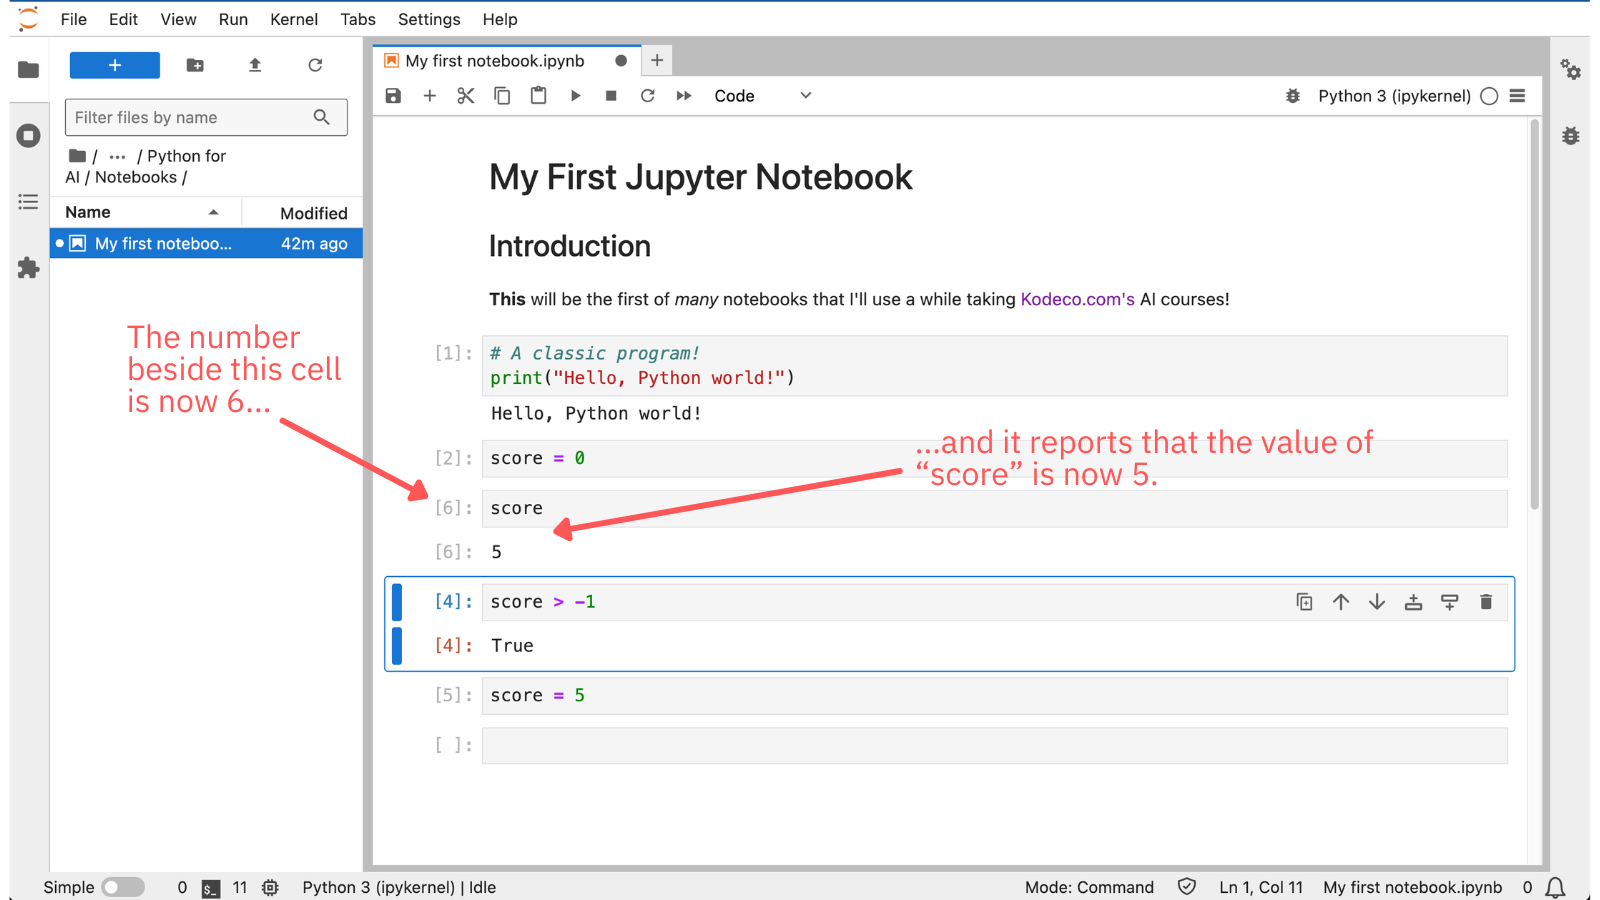 File Edit View Run Kernel Tabs Settings Help
+
Filter files by name
/ ... / Python for
AI / Notebooks /
Name Modified
My first noteboo... 42m ago
My first notebook.ipynb
+
Code
Python 3 (ipykernel)
My First Jupyter Notebook
Introduction
This will be the first of many notebooks that I'll use a while taking Kodeco.com's AI courses!
[1]: # A classic program!
print("Hello, Python world!")
Hello, Python world!
[2]: score = 0
[6]: score
[6]: 5
[4]: score > -1
[4]: True
[5]: score = 5
[ ]:
The number
beside this cell
is now 6...
...and it reports that the value of
“score” is now 5.
Simple 0 $_ 11 Python 3 (ipykernel) | Idle
Mode: Command Ln 1, Col 11 My first notebook.ipynb 0